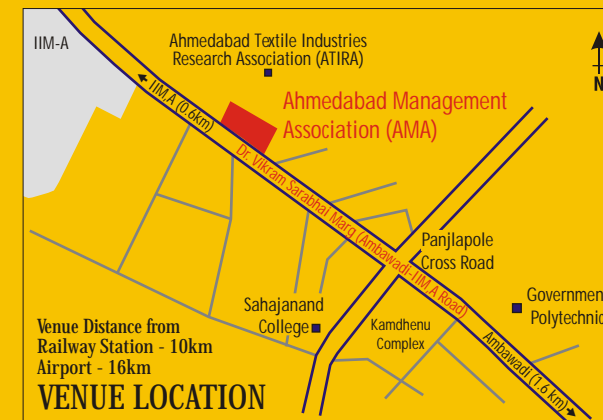 IIM-A
Ahmedabad Textile Industries
Research Association (ATIRA)
N
IIM,A (0.6km)
Ahmedabad Management
Association (AMA)
Dr. Vikram Sarabhai Marg (Ambawadi-IIM,A Road)
Panjlapole
Cross Road
Sahajanand
College
Kamdhenu
Complex
Government
Polytechnic
Ambawadi (1.6 km)
Venue Distance from
Railway Station - 10km
Airport - 16km
VENUE LOCATION